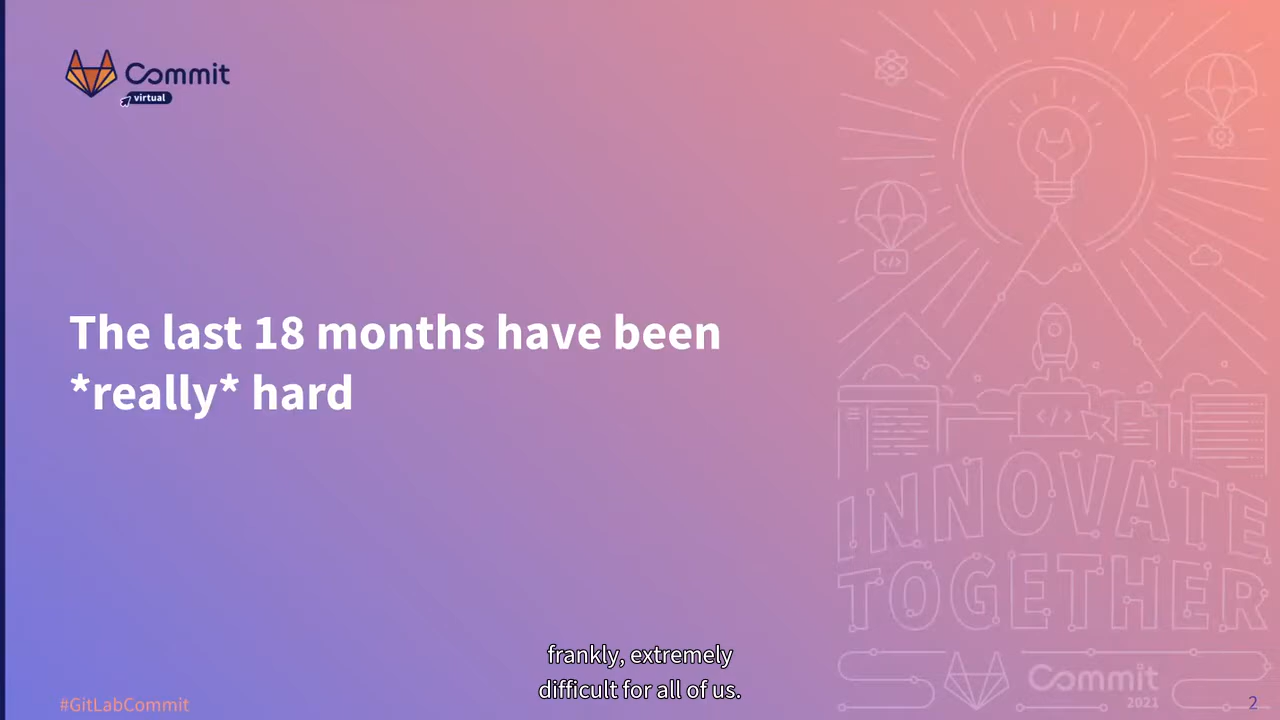 Commit
virtual
The last 18 months have been
*really* hard
</>
</>
INNOVATE
TOGETHER
Commit
2021
frankly, extremely
difficult for all of us.
#GitLabCommit
2